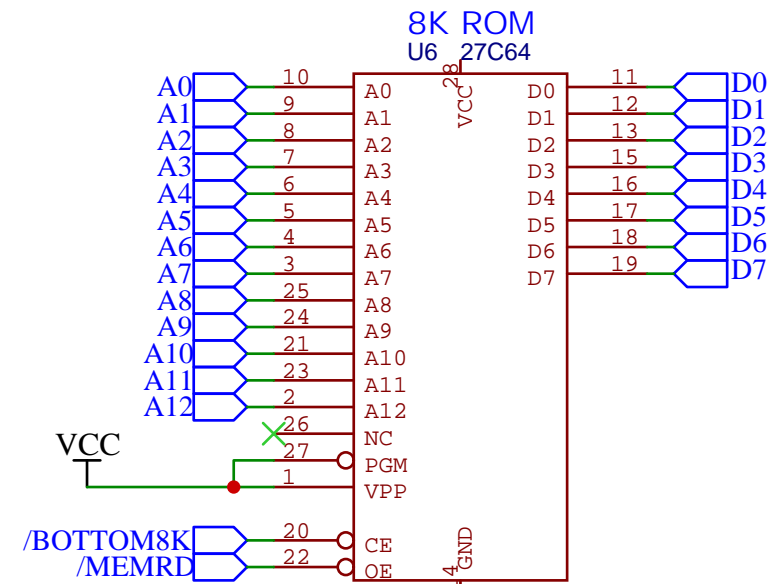 8K ROM
U6 27C64
28
VCC
A0 10 A0 D0 11 D0
A1 9 A1 D1 12 D1
A2 8 A2 D2 13 D2
A3 7 A3 D3 15 D3
A4 6 A4 D4 16 D4
A5 5 A5 D5 17 D5
A6 4 A6 D6 18 D6
A7 3 A7 D7 19 D7
A8 25 A8
A9 24 A9
A10 21 A10
A11 23 A11
A12 2 A12
26 NC
VCC
27 PGM
1 VPP
/BOTTOM8K 20 CE
/MEMRD 22 OE
GND
4